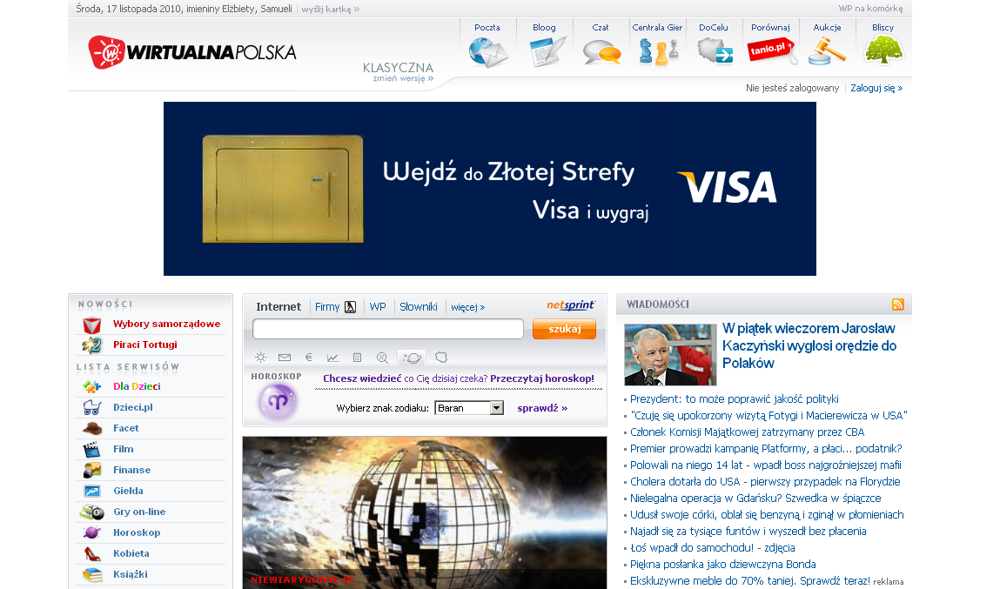 Środa, 17 listopada 2010, imieniny Elżbiety, Samueli
wyślij kartkę »
WP na komórkę
WIRTUALNA POLSKA
KLASYCZNA
zmień wersję »
Poczta
Bloog
Czat
Centrala Gier
DoCelu
Porównaj
tanio.pl
Aukcje
Bliscy
Nie jesteś zalogowany
Zaloguj się »
Wejdź do Złotej Strefy
Visa i wygraj
VISA
NOWOŚCI
Wybory samorządowe
Piraci Tortugi
LISTA SERWISÓW
Dla Dzieci
Dzieci.pl
Facet
Film
Finanse
Giełda
Gry on-line
Horoskop
Kobieta
Książki
Internet
Firmy
WP
Słowniki
więcej »
netsprint
szukaj
HOROSKOP
Chcesz wiedzieć co Cię dzisiaj czeka? Przeczytaj horoskop!
Wybierz znak zodiaku:
Baran
sprawdź »
NIEWIARYGODNE.PL
WIADOMOŚCI
W piątek wieczorem Jarosław
Kaczyński wygłosi orędzie do
Polaków
Prezydent: to może poprawić jakość polityki
"Czuję się upokorzony wizytą Fotygi i Macierewicza w USA"
Członek Komisji Majątkowej zatrzymany przez CBA
Premier prowadzi kampanię Platformy, a płaci... podatnik?
Polowali na niego 14 lat - wpadł boss najgroźniejszej mafii
Cholera dotarła do USA - pierwszy przypadek na Florydzie
Nielegalna operacja w Gdańsku? Szwedka w śpiączce
Udusił swoje córki, oblał się benzyną i zginął w płomieniach
Najadł się za tysiące funtów i wyszedł bez płacenia
Łoś wpadł do samochodu! - zdjęcia
Piękna posłanka jako dziewczyna Bonda
Ekskluzywne meble do 70% taniej. Sprawdź teraz! reklama